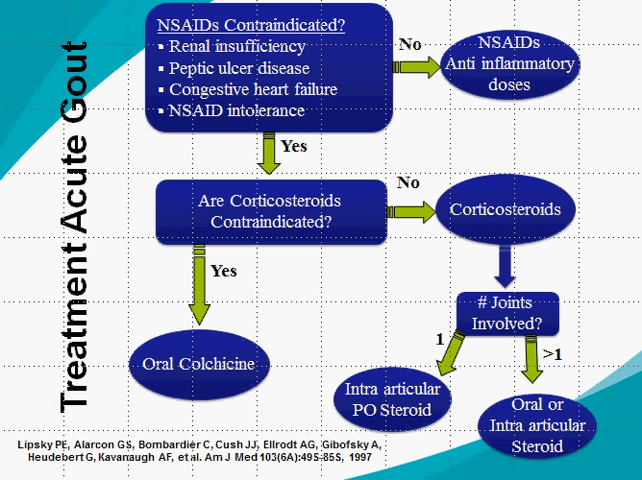 Treatment Acute Gout
NSAIDs Contraindicated?
▪ Renal insufficiency
▪ Peptic ulcer disease
▪ Congestive heart failure
▪ NSAID intolerance
No
NSAIDs
Anti inflammatory
doses
Yes
Are Corticosteroids
Contraindicated?
No
Corticosteroids
Yes
Oral Colchicine
# Joints
Involved?
1
>1
Intra articular
PO Steroid
Oral or
Intra articular
Steroid
Lipsky PE, Alarcon GS, Bombardier C, Cush JJ, Ellrodt AG, Gibofsky A,
Heudebert G, Kavanaugh AF, et al. Am J Med 103(6A):49S-85S, 1997